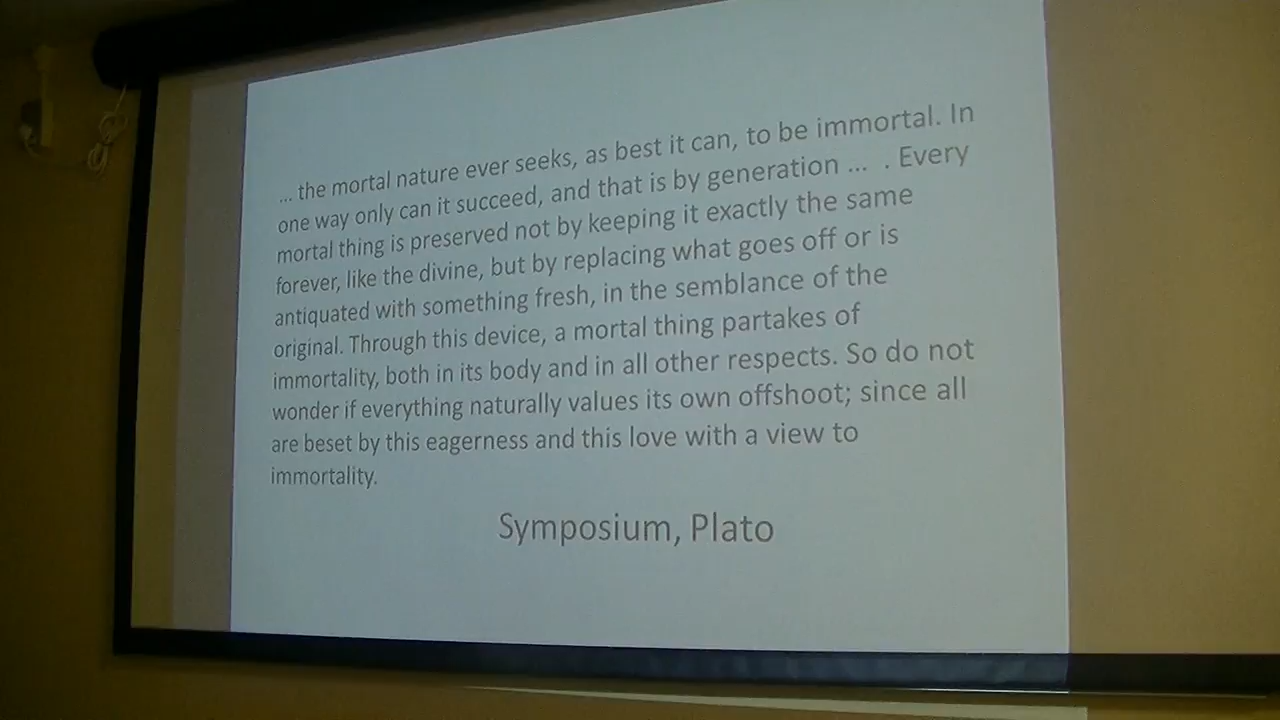 ... the mortal nature ever seeks, as best it can, to be immortal. In
one way only can it succeed, and that is by generation ... . Every
mortal thing is preserved not by keeping it exactly the same
forever, like the divine, but by replacing what goes off or is
antiquated with something fresh, in the semblance of the
original. Through this device, a mortal thing partakes of
immortality, both in its body and in all other respects. So do not
wonder if everything naturally values its own offshoot; since all
are beset by this eagerness and this love with a view to
immortality.
Symposium, Plato